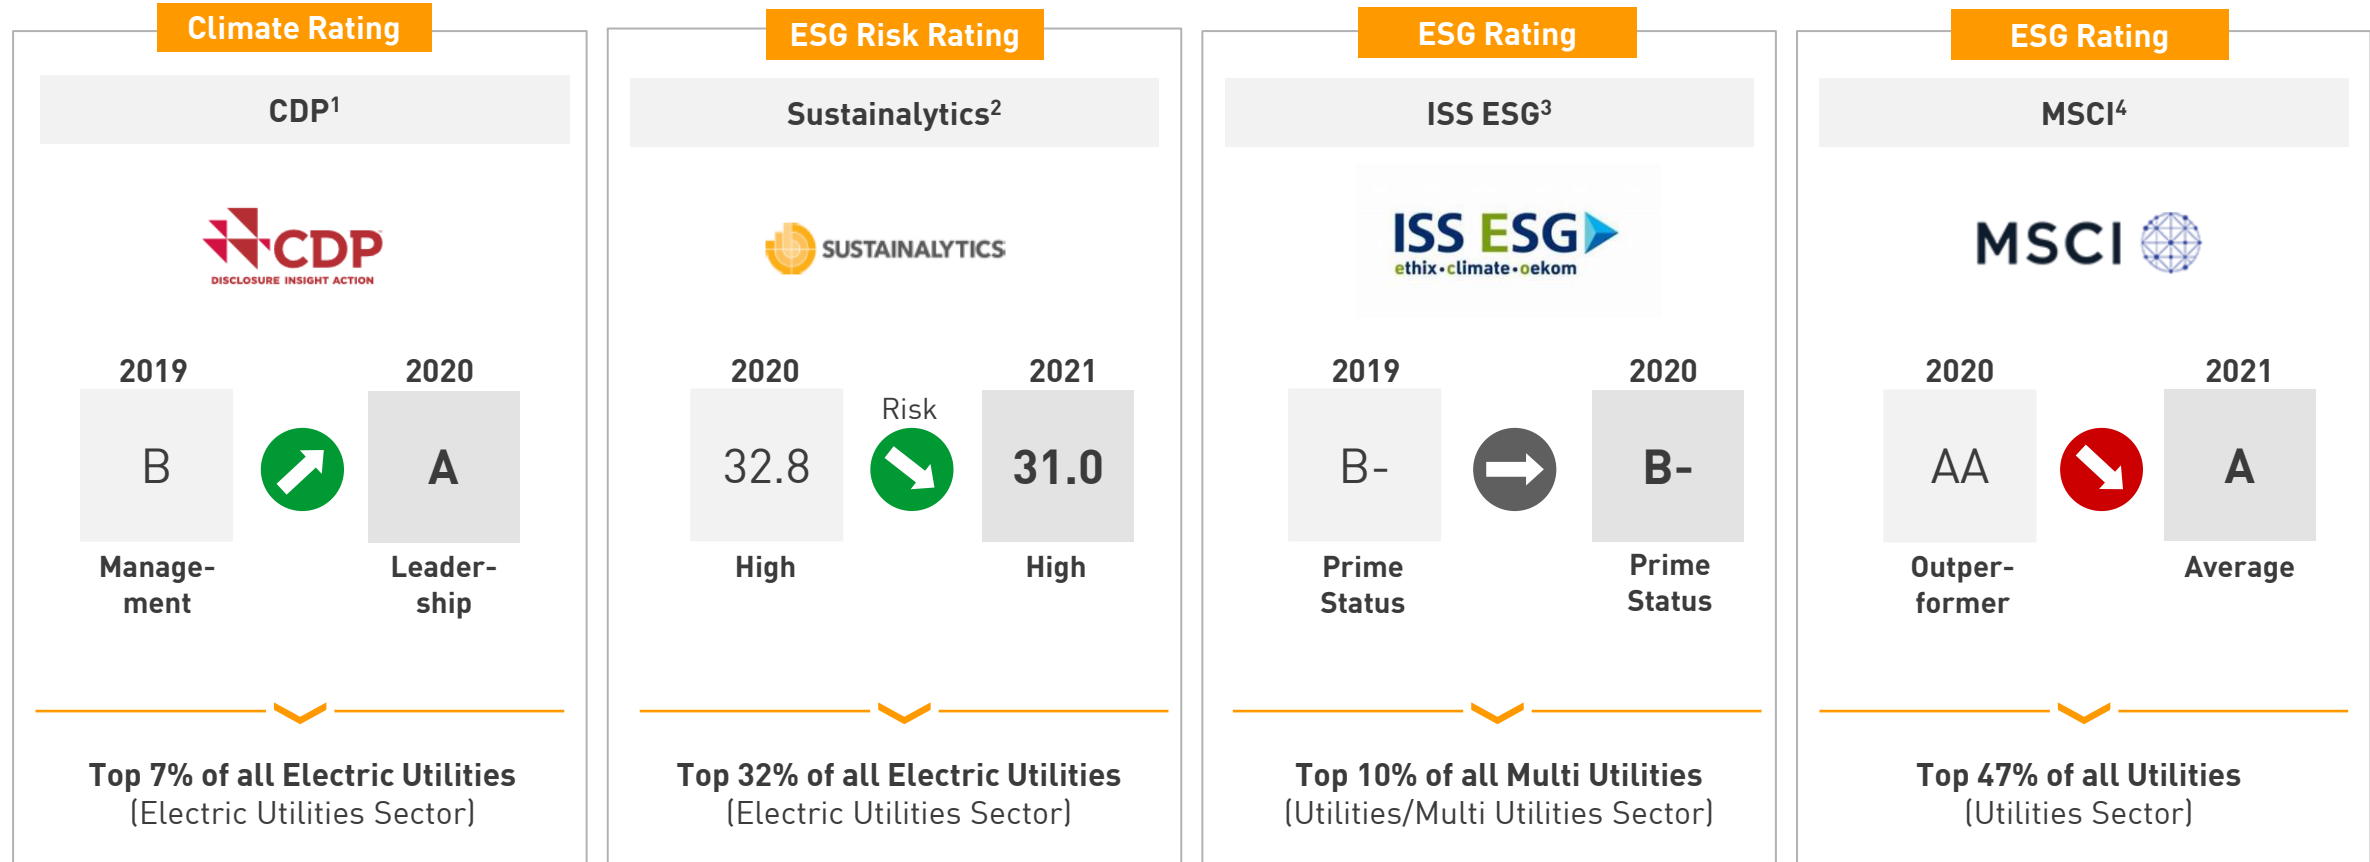 Climate Rating
CDP¹
CDP
DISCLOSURE INSIGHT ACTION
2019
2020
B
A
Manage-
ment
Leader-
ship
Top 7% of all Electric Utilities
(Electric Utilities Sector)
ESG Risk Rating
Sustainalytics²
SUSTAINALYTICS
2020
2021
Risk
32.8
31.0
High
High
Top 32% of all Electric Utilities
(Electric Utilities Sector)
ESG Rating
ISS ESG³
ISS ESG
ethix·climate·oekom
2019
2020
B-
B-
Prime
Status
Prime
Status
Top 10% of all Multi Utilities
(Utilities/Multi Utilities Sector)
ESG Rating
MSCI⁴
MSCI
2020
2021
AA
A
Outper-
former
Average
Top 47% of all Utilities
(Utilities Sector)